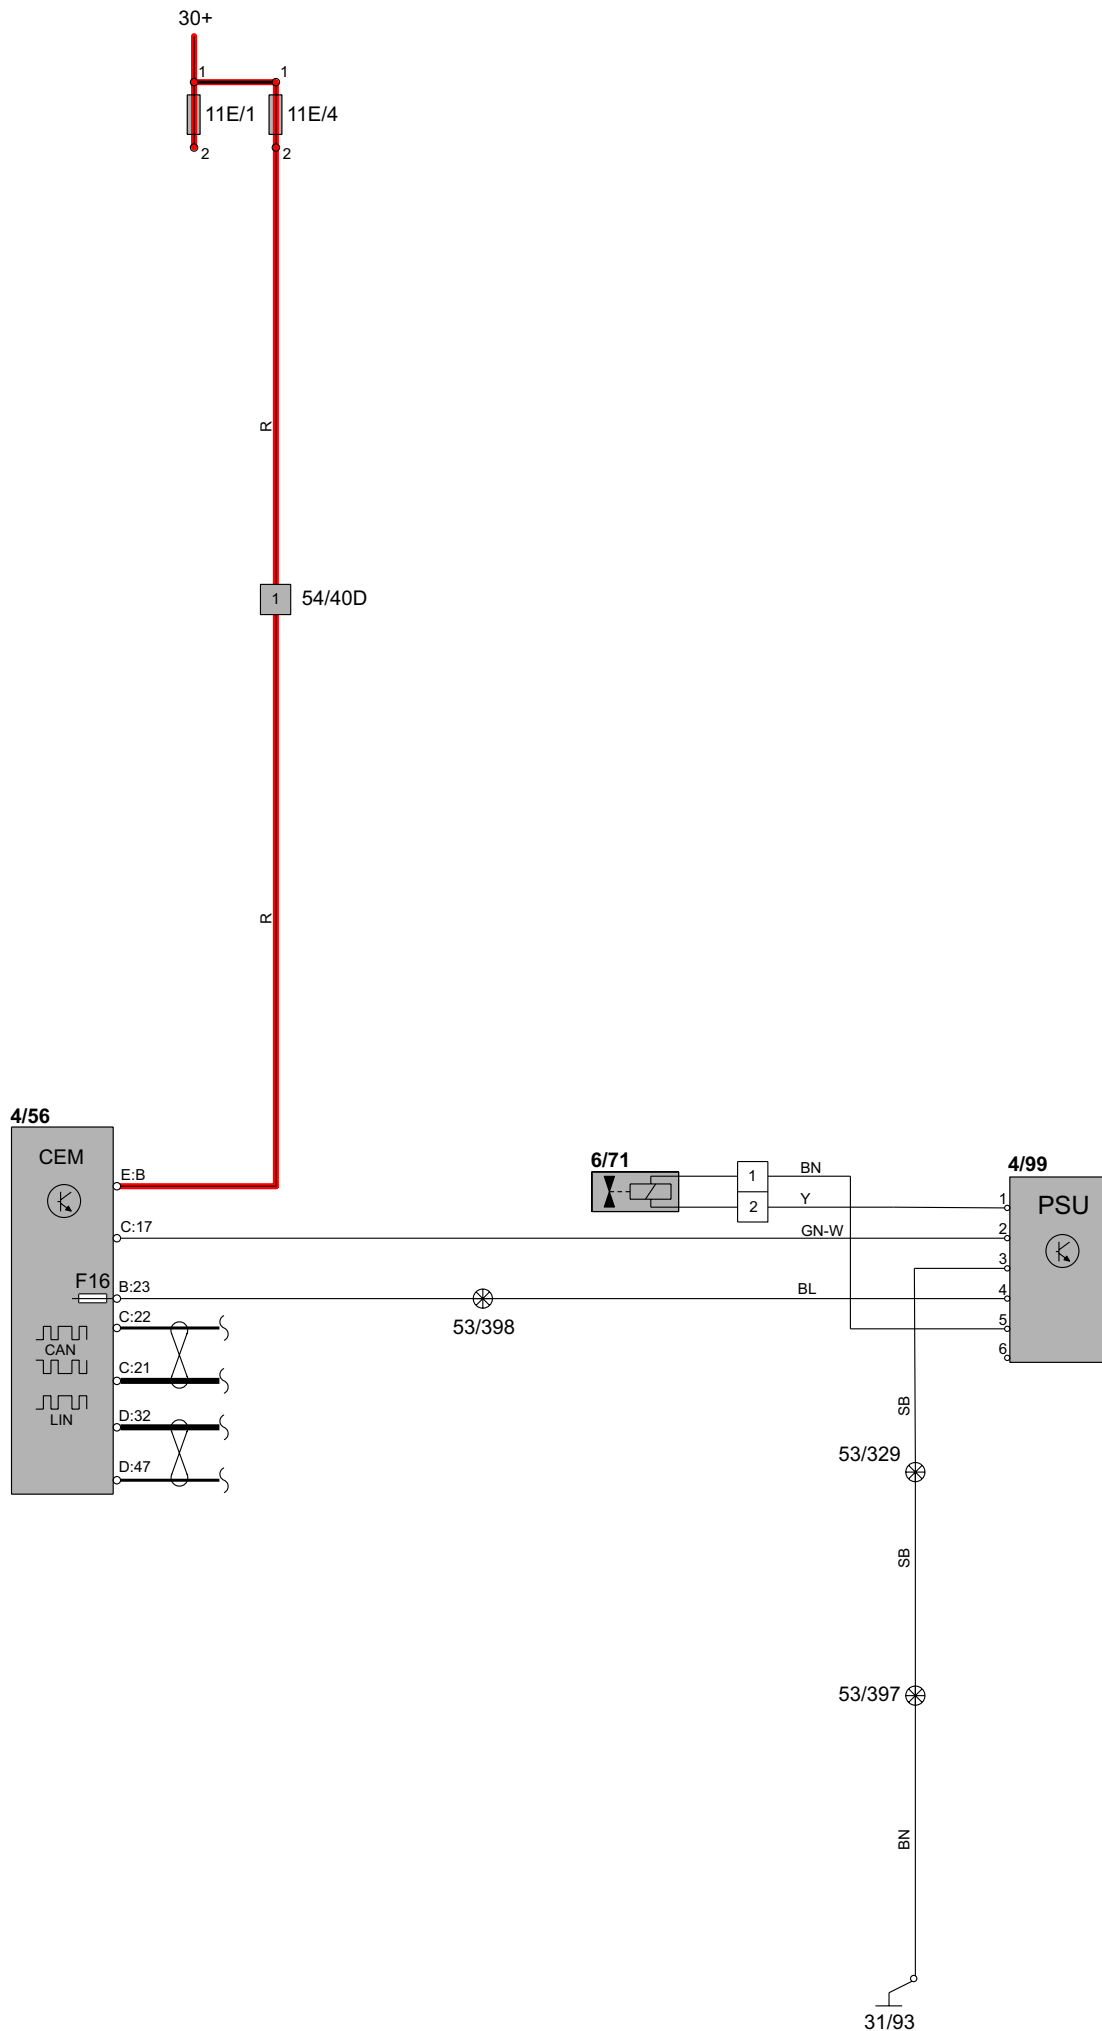 30+
1
1
11E/1
11E/4
2
2
R
1
54/40D
R
4/56
CEM
E:B
C:17
F16
B:23
C:22
CAN
C:21
LIN
D:32
D:47
53/398
6/71
1
BN
2
Y
GN-W
BL
4/99
PSU
1
2
3
4
5
6
SB
53/329
SB
53/397
BN
31/93